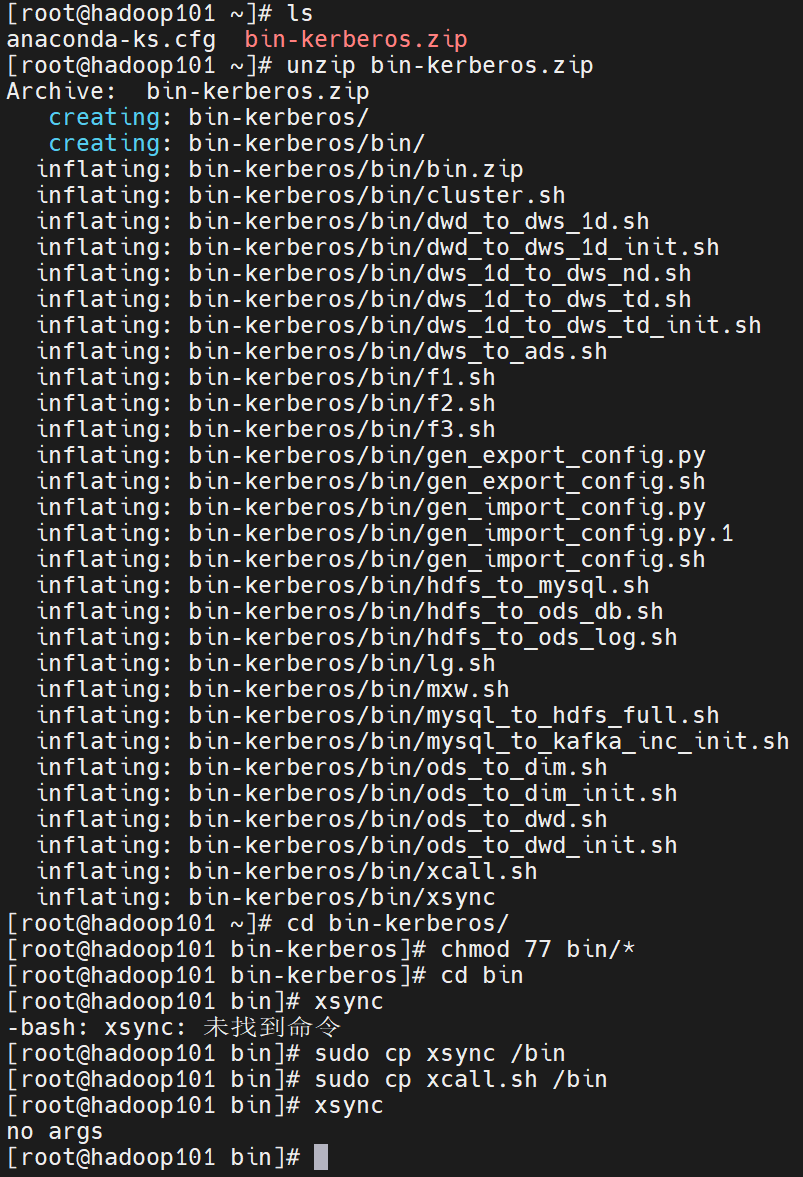 [root@hadoop101 ~]# ls
anaconda-ks.cfg  bin-kerberos.zip
[root@hadoop101 ~]# unzip bin-kerberos.zip
Archive:  bin-kerberos.zip
   creating: bin-kerberos/
   creating: bin-kerberos/bin/
  inflating: bin-kerberos/bin/bin.zip
  inflating: bin-kerberos/bin/cluster.sh
  inflating: bin-kerberos/bin/dwd_to_dws_1d.sh
  inflating: bin-kerberos/bin/dwd_to_dws_1d_init.sh
  inflating: bin-kerberos/bin/dws_1d_to_dws_nd.sh
  inflating: bin-kerberos/bin/dws_1d_to_dws_td.sh
  inflating: bin-kerberos/bin/dws_1d_to_dws_td_init.sh
  inflating: bin-kerberos/bin/dws_to_ads.sh
  inflating: bin-kerberos/bin/f1.sh
  inflating: bin-kerberos/bin/f2.sh
  inflating: bin-kerberos/bin/f3.sh
  inflating: bin-kerberos/bin/gen_export_config.py
  inflating: bin-kerberos/bin/gen_export_config.sh
  inflating: bin-kerberos/bin/gen_import_config.py
  inflating: bin-kerberos/bin/gen_import_config.py.1
  inflating: bin-kerberos/bin/gen_import_config.sh
  inflating: bin-kerberos/bin/hdfs_to_mysql.sh
  inflating: bin-kerberos/bin/hdfs_to_ods_db.sh
  inflating: bin-kerberos/bin/hdfs_to_ods_log.sh
  inflating: bin-kerberos/bin/lg.sh
  inflating: bin-kerberos/bin/mxw.sh
  inflating: bin-kerberos/bin/mysql_to_hdfs_full.sh
  inflating: bin-kerberos/bin/mysql_to_kafka_inc_init.sh
  inflating: bin-kerberos/bin/ods_to_dim.sh
  inflating: bin-kerberos/bin/ods_to_dim_init.sh
  inflating: bin-kerberos/bin/ods_to_dwd.sh
  inflating: bin-kerberos/bin/ods_to_dwd_init.sh
  inflating: bin-kerberos/bin/xcall.sh
  inflating: bin-kerberos/bin/xsync
[root@hadoop101 ~]# cd bin-kerberos/
[root@hadoop101 bin-kerberos]# chmod 77 bin/*
[root@hadoop101 bin-kerberos]# cd bin
[root@hadoop101 bin]# xsync
-bash: xsync: 未找到命令
[root@hadoop101 bin]# sudo cp xsync /bin
[root@hadoop101 bin]# sudo cp xcall.sh /bin
[root@hadoop101 bin]# xsync
no args
[root@hadoop101 bin]#